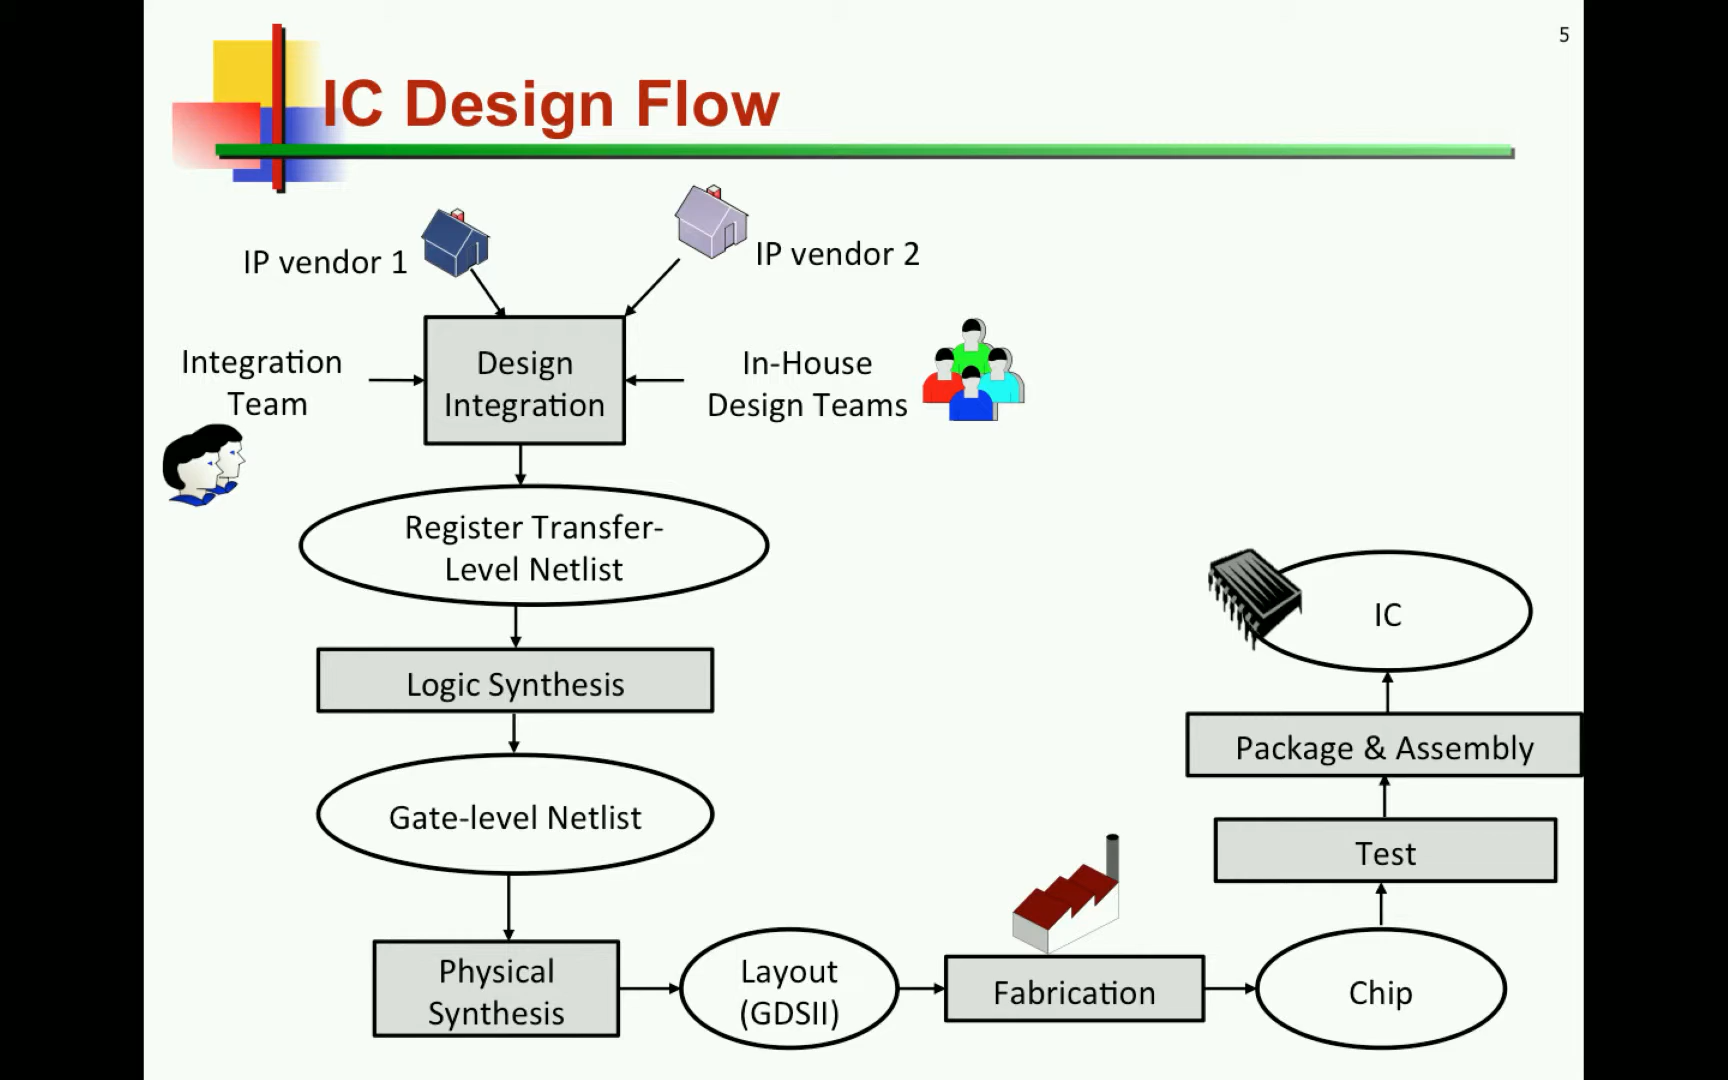 5
IC Design Flow
IP vendor 1
IP vendor 2
Integration
Team
Design
Integration
In-House
Design Teams
Register Transfer-
Level Netlist
Logic Synthesis
Gate-level Netlist
Physical
Synthesis
Layout
(GDSII)
Fabrication
Chip
Test
Package & Assembly
IC